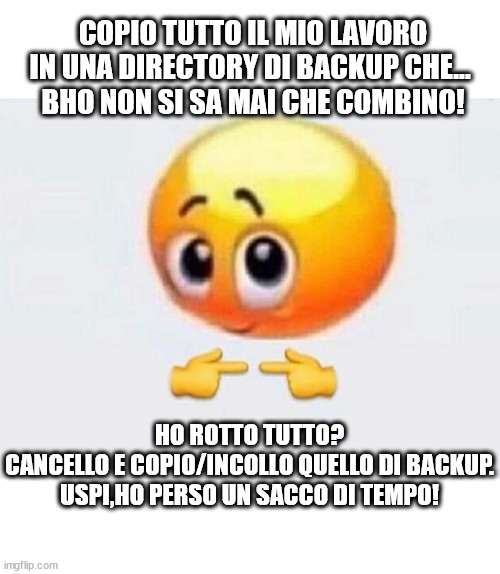 COPIO TUTTO IL MIO LAVORO
IN UNA DIRECTORY DI BACKUP CHE...
BHO NON SI SA MAI CHE COMBINO!
HO ROTTO TUTTO?
CANCELLO E COPIO/INCOLLO QUELLO DI BACKUP.
USPI,HO PERSO UN SACCO DI TEMPO!
imgflip.com